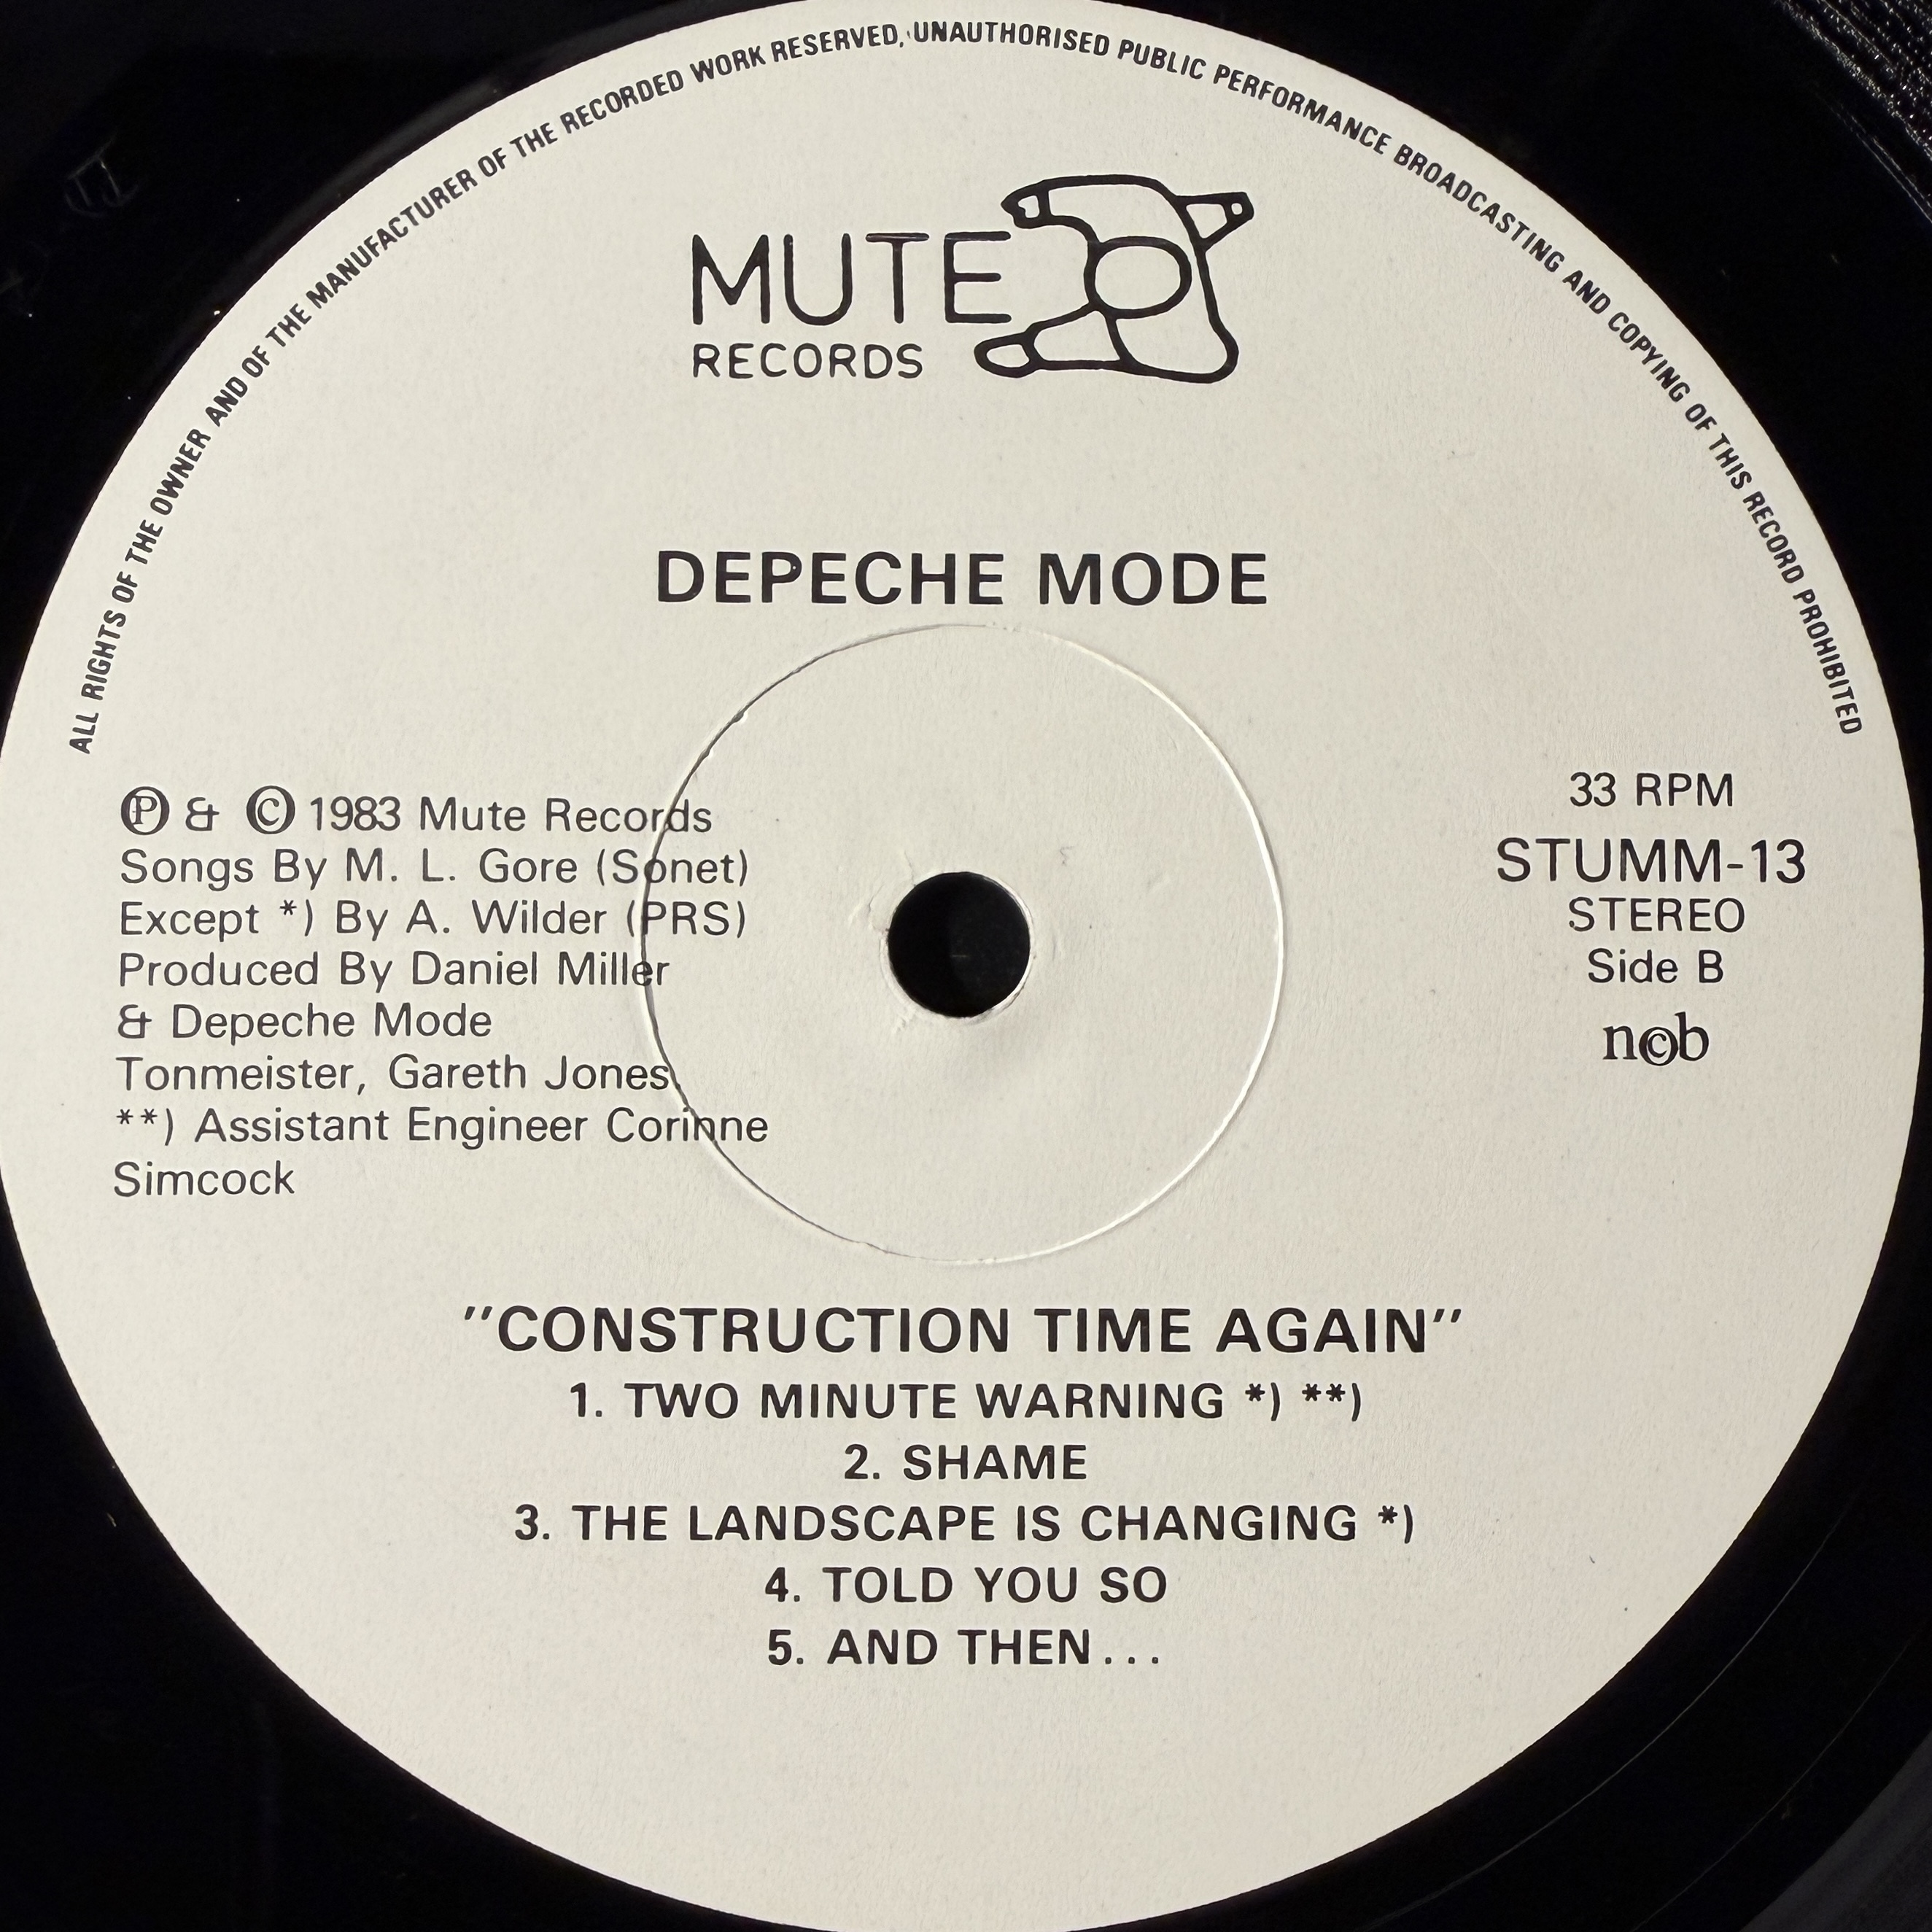 ALL RIGHTS OF THE OWNER AND OF THE MANUFACTURER OF THE RECORDED WORK RESERVED, UNAUTHORISED PUBLIC PERFORMANCE BROADCASTING AND COPYING OF THIS RECORD PROHIBITED
MUTE
RECORDS
DEPECHE MODE
Ⓟ & © 1983 Mute Records
Songs By M. L. Gore (Sonet)
Except *) By A. Wilder (PRS)
Produced By Daniel Miller
& Depeche Mode
Tonmeister, Gareth Jones,
**) Assistant Engineer Corinne
Simcock
33 RPM
STUMM-13
STEREO
Side B
n©b
"CONSTRUCTION TIME AGAIN"
1. TWO MINUTE WARNING *) **)
2. SHAME
3. THE LANDSCAPE IS CHANGING *)
4. TOLD YOU SO
5. AND THEN...